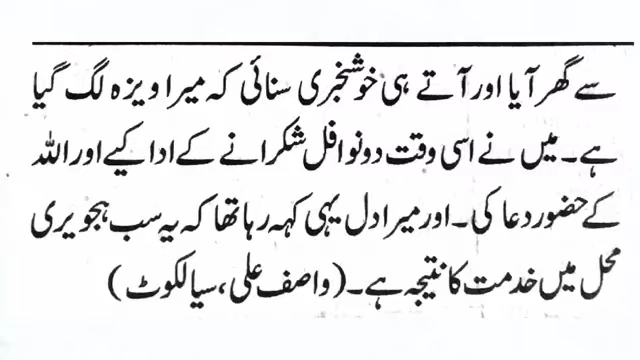 سے گھر آیا اور آتے ہی خوشخبری سنائی کہ میرا ویزہ لگ گیا
ہے۔ میں نے اسی وقت دو نوافل شکرانے کے ادا کیے اور اللہ
کے حضور دعا کی۔ اور میرا دل یہی کہہ رہا تھا کہ یہ سب ہجویری
محل میں خدمت کا نتیجہ ہے۔ (واصف علی، سیالکوٹ)